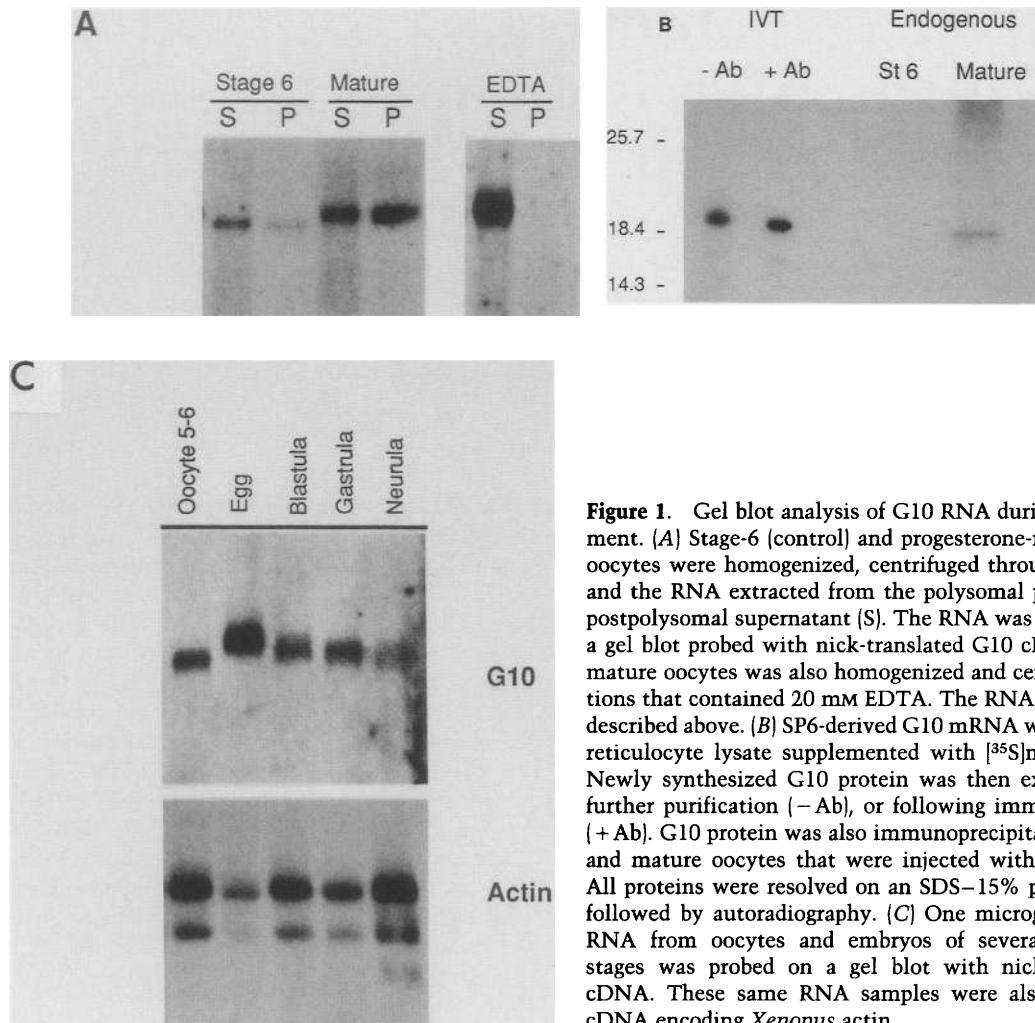 A
Stage 6 Mature EDTA
S P S P S P
B IVT Endogenous
- Ab + Ab St 6 Mature
25.7 -
18.4 -
14.3 -
C
Oocyte 5-6
Egg
Blastula
Gastrula
Neurula
G10
Actin
Figure 1. Gel blot analysis of G10 RNA duri
ment. (A) Stage-6 (control) and progesterone-
oocytes were homogenized, centrifuged throu
and the RNA extracted from the polysomal
postpolysomal supernatant (S). The RNA was
a gel blot probed with nick-translated G10 cl
mature oocytes was also homogenized and ce
tions that contained 20 mM EDTA. The RNA
described above. (B) SP6-derived G10 mRNA w
reticulocyte lysate supplemented with [³⁵S]m
Newly synthesized G10 protein was then ex
further purification (−Ab), or following imm
(+Ab). G10 protein was also immunoprecipita
and mature oocytes that were injected with
All proteins were resolved on an SDS–15% p
followed by autoradiography. (C) One microg
RNA from oocytes and embryos of severa
stages was probed on a gel blot with nic
cDNA. These same RNA samples were als
cDNA encoding Xenopus actin